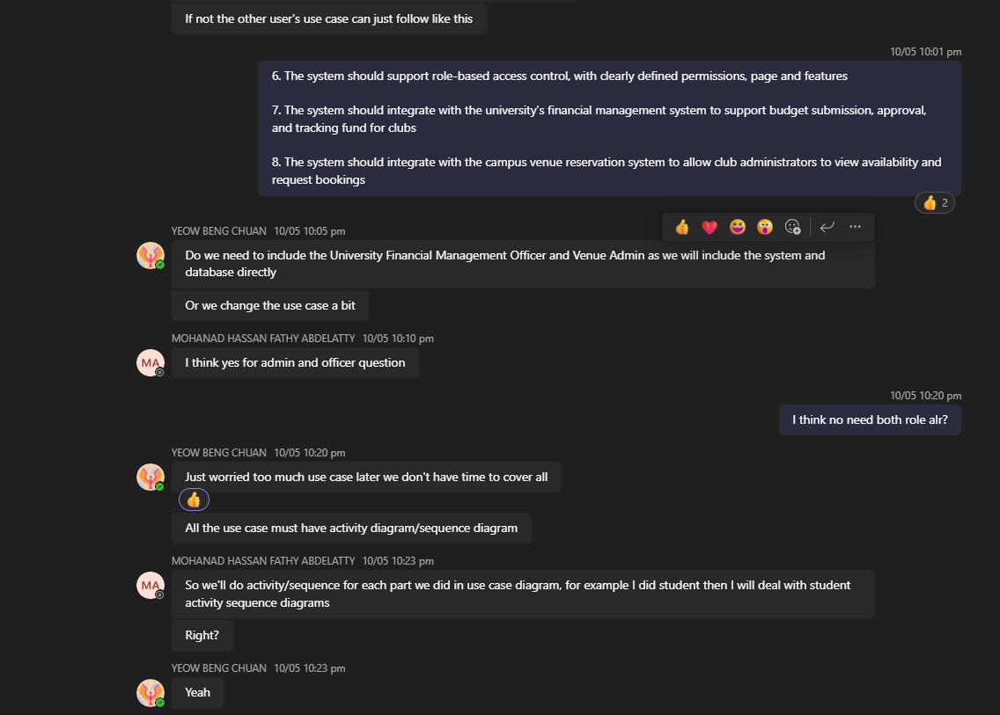 If not the other user's use case can just follow like this
10/05 10:01 pm
6. The system should support role-based access control, with clearly defined permissions, page and features
7. The system should integrate with the university's financial management system to support budget submission, approval,
and tracking fund for clubs
8. The system should integrate with the campus venue reservation system to allow club administrators to view availability and
request bookings
2
YEOW BENG CHUAN 10/05 10:05 pm
Do we need to include the University Financial Management Officer and Venue Admin as we will include the system and
database directly
Or we change the use case a bit
MOHANAD HASSAN FATHY ABDELATTY 10/05 10:10 pm
MA
I think yes for admin and officer question
10/05 10:20 pm
I think no need both role alr?
YEOW BENG CHUAN 10/05 10:20 pm
Just worried too much use case later we don't have time to cover all
All the use case must have activity diagram/sequence diagram
MOHANAD HASSAN FATHY ABDELATTY 10/05 10:23 pm
MA
So we'll do activity/sequence for each part we did in use case diagram, for example I did student then I will deal with student
activity sequence diagrams
Right?
YEOW BENG CHUAN 10/05 10:23 pm
Yeah